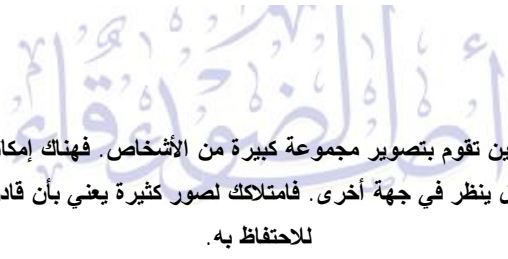 ين تقوم بتصوير مجموعة كبيرة من الأشخاص. فهناك إمكا
ينظر في جهة أخرى. فامتلاكك لصور كثيرة يعني بأن قاد
للاحتفاظ به.